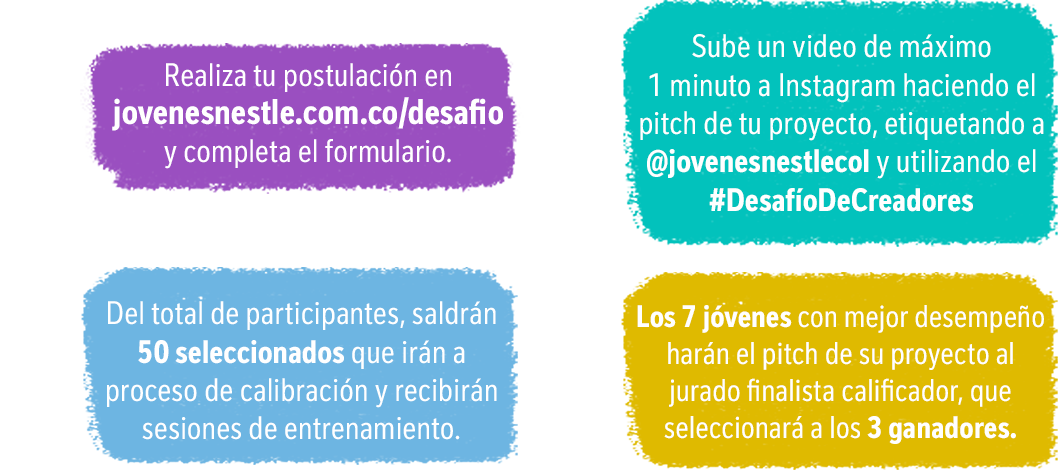 Realiza tu postulación en
jovenesnestle.com.co/desafio
y completa el formulario.
Sube un video de máximo
1 minuto a Instagram haciendo el
pitch de tu proyecto, etiquetando a
@jovenesnestlecol y utilizando el
#DesafíoDeCreadores
Del total de participantes, saldrán
50 seleccionados que irán a
proceso de calibración y recibirán
sesiones de entrenamiento.
Los 7 jóvenes con mejor desempeño
harán el pitch de su proyecto al
jurado finalista calificador, que
seleccionará a los 3 ganadores.